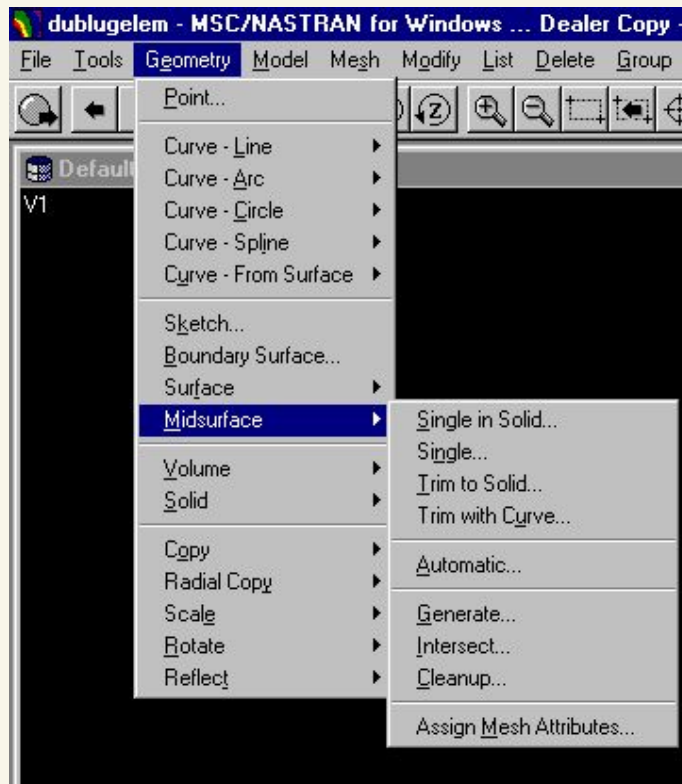 dublugelem - MSC/NASTRAN for Windows ... Dealer Copy -
File Tools Geometry Model Mesh Modify List Delete Group
Z
Default
V1
Point...
Curve - Line
Curve - Arc
Curve - Circle
Curve - Spline
Curve - From Surface
Sketch...
Boundary Surface...
Surface
Midsurface
Volume
Solid
Copy
Radial Copy
Scale
Rotate
Reflect
Single in Solid...
Single...
Trim to Solid...
Trim with Curve...
Automatic...
Generate...
Intersect...
Cleanup...
Assign Mesh Attributes...